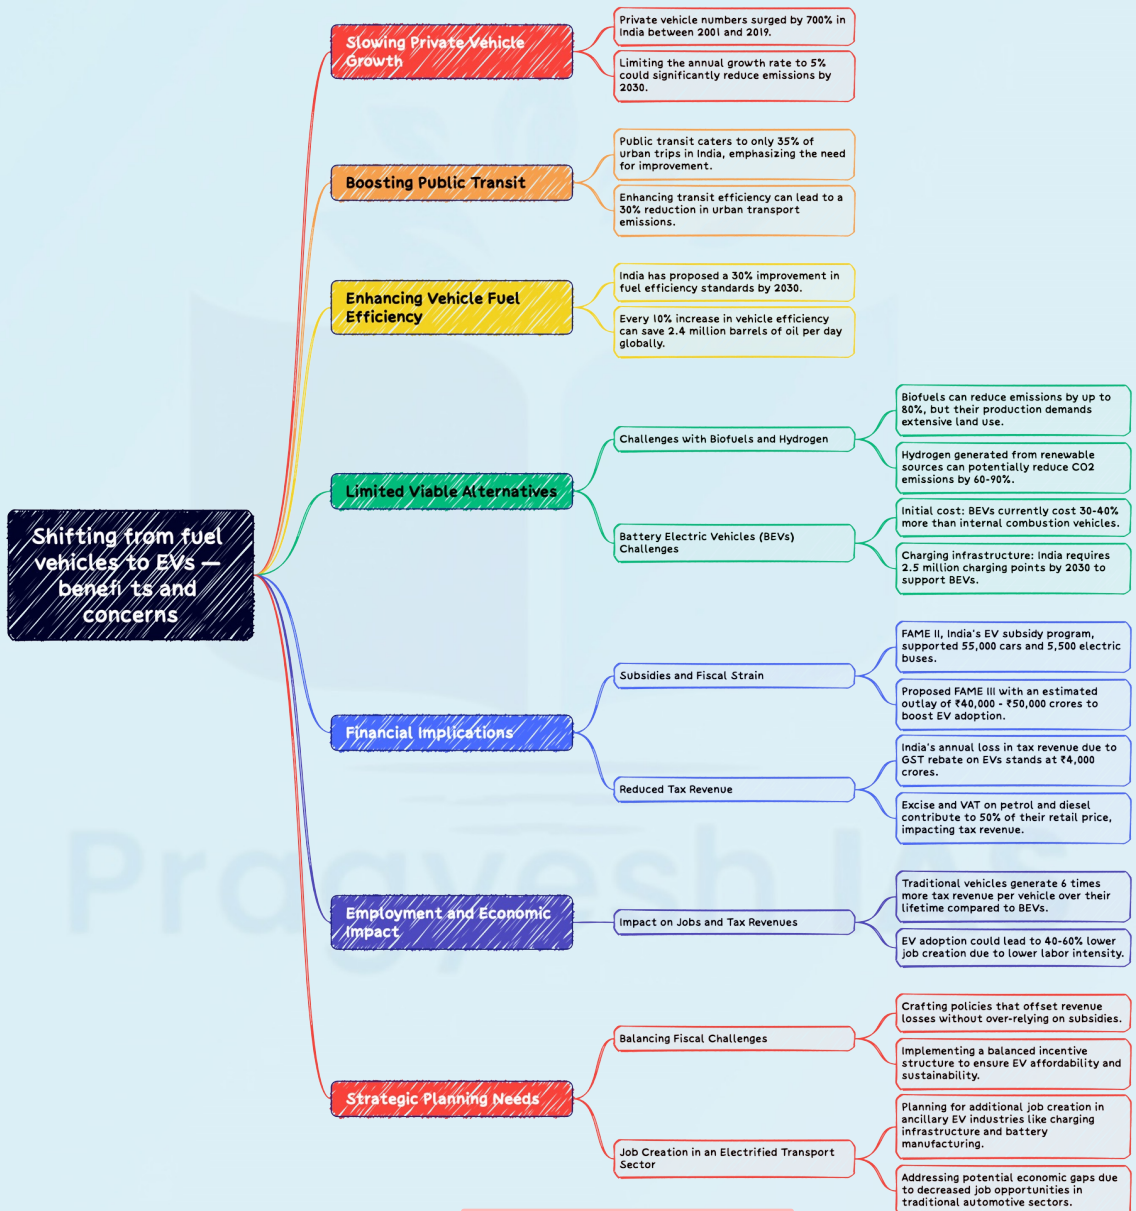 Shifting from fuel
vehicles to EVs —
benefi ts and
concerns
Slowing Private Vehicle
Growth
Private vehicle numbers surged by 700% in
India between 2001 and 2019.
Limiting the annual growth rate to 5%
could significantly reduce emissions by
2030.
Boosting Public Transit
Public transit caters to only 35% of
urban trips in India, emphasizing the need
for improvement.
Enhancing transit efficiency can lead to a
30% reduction in urban transport
emissions.
Enhancing Vehicle Fuel
Efficiency
India has proposed a 30% improvement in
fuel efficiency standards by 2030.
Every 10% increase in vehicle efficiency
can save 2.4 million barrels of oil per day
globally.
Limited Viable Alternatives
Challenges with Biofuels and Hydrogen
Biofuels can reduce emissions by up to
80%, but their production demands
extensive land use.
Hydrogen generated from renewable
sources can potentially reduce CO2
emissions by 60-90%.
Battery Electric Vehicles (BEVs)
Challenges
Initial cost: BEVs currently cost 30-40%
more than internal combustion vehicles.
Charging infrastructure: India requires
2.5 million charging points by 2030 to
support BEVs.
Financial Implications
Subsidies and Fiscal Strain
FAME II, India's EV subsidy program,
supported 55,000 cars and 5,500 electric
buses.
Proposed FAME III with an estimated
outlay of ₹40,000 - ₹50,000 crores to
boost EV adoption.
Reduced Tax Revenue
India's annual loss in tax revenue due to
GST rebate on EVs stands at ₹4,000
crores.
Excise and VAT on petrol and diesel
contribute to 50% of their retail price,
impacting tax revenue.
Employment and Economic
Impact
Impact on Jobs and Tax Revenues
Traditional vehicles generate 6 times
more tax revenue per vehicle over their
lifetime compared to BEVs.
EV adoption could lead to 40-60% lower
job creation due to lower labor intensity.
Strategic Planning Needs
Balancing Fiscal Challenges
Crafting policies that offset revenue
losses without over-relying on subsidies.
Implementing a balanced incentive
structure to ensure EV affordability and
sustainability.
Job Creation in an Electrified Transport
Sector
Planning for additional job creation in
ancillary EV industries like charging
infrastructure and battery
manufacturing.
Addressing potential economic gaps due
to decreased job opportunities in
traditional automotive sectors.
Pragyesh IAS